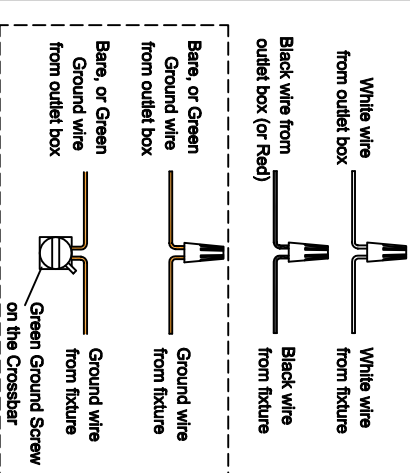 White wire
from outlet box
White wire
from fixture
Black wire from
outlet box (or Red)
Black wire
from fixture
Bare, or Green
Ground wire
from outlet box
Ground wire
from fixture
Bare, or Green
Ground wire
from outlet box
Ground wire
from fixture
Green Ground Screw
on the Crossbar